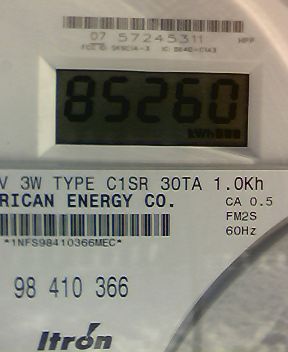 07 57245311
85260
kWh
V 3W TYPE C1SR 30TA 1.0Kh
RICAN ENERGY CO.
CA 0.5
FM2S
60Hz
*1NFS98410366MEC*
98 410 366
Itrón